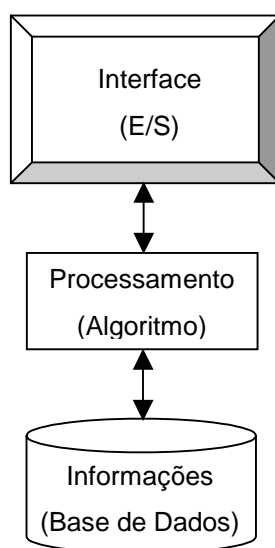 Interface
(E/S)
Processamento
(Algoritmo)
Informações
(Base de Dados)